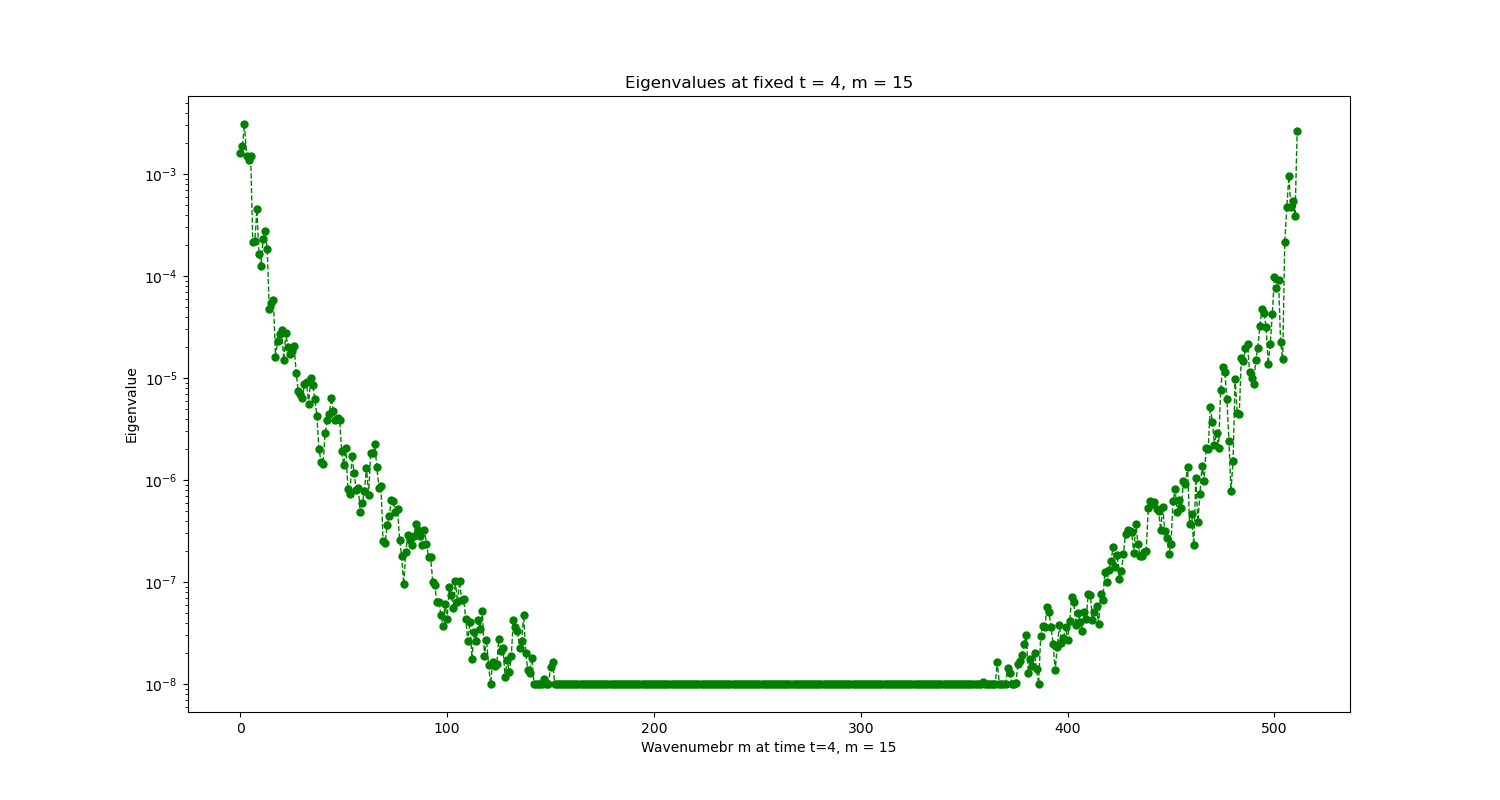 Eigenvalues at fixed t = 4, m = 15
Eigenvalue
10⁻³
10⁻⁴
10⁻⁵
10⁻⁶
10⁻⁷
10⁻⁸
0 100 200 300 400 500
Wavenumebr m at time t=4, m = 15